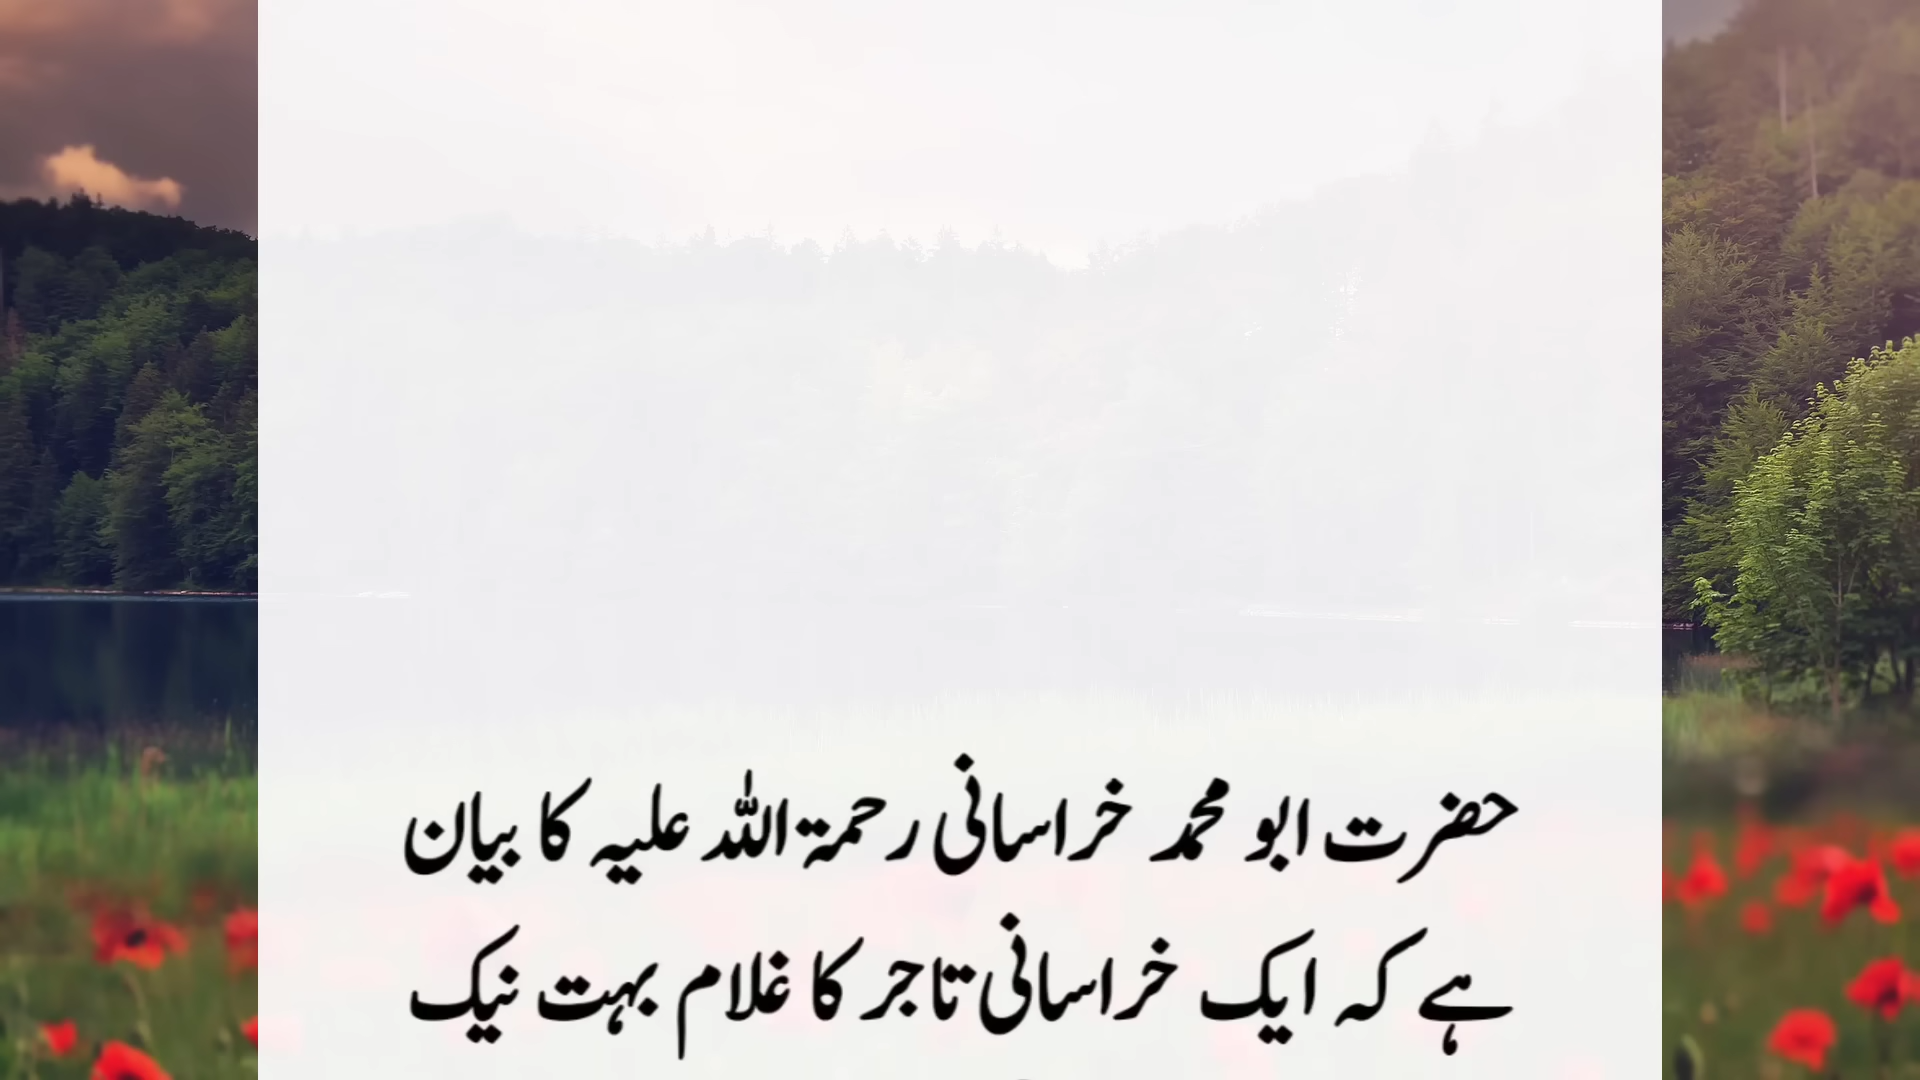 حضرت ابو محمد خراسانی رحمۃ اللہ علیہ کا بیان
ہے کہ ایک خراسانی تاجر کا غلام بہت نیک